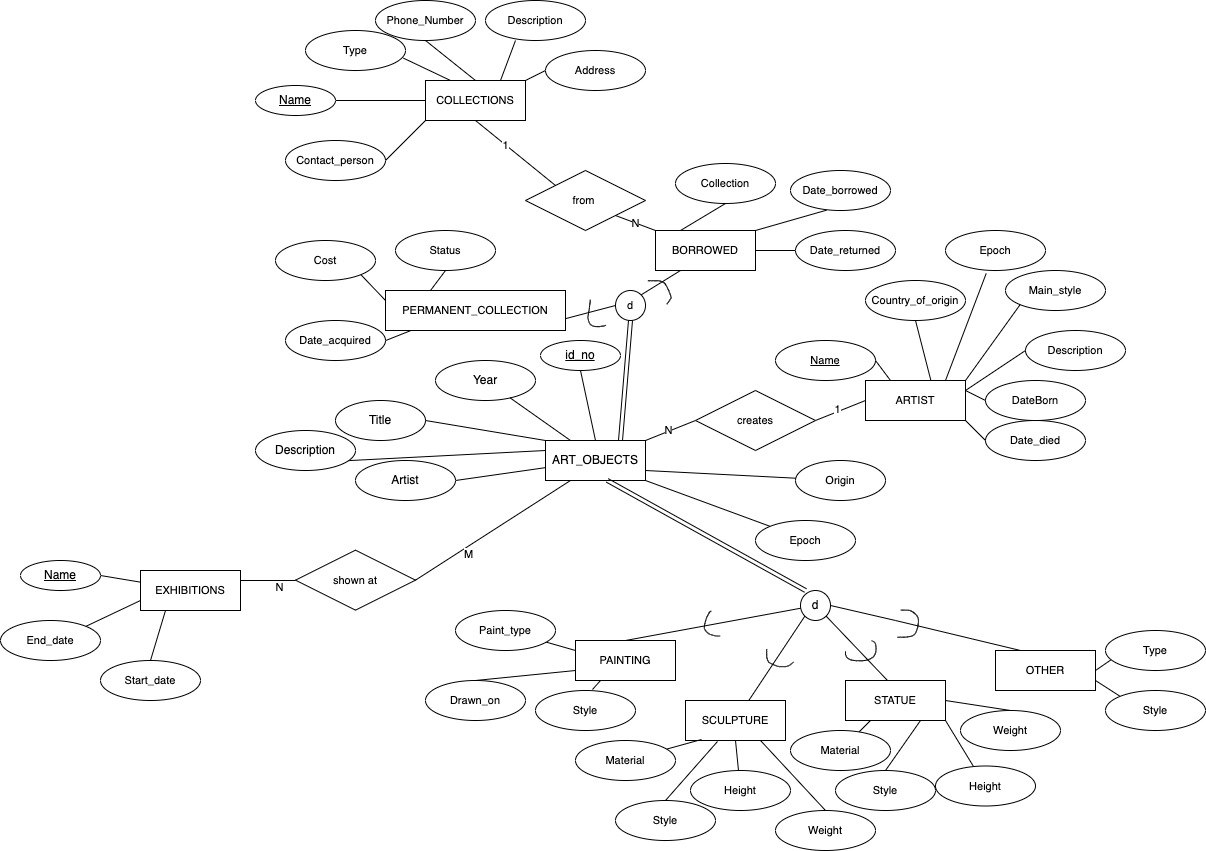 Phone_Number
Description
Type
Address
Name
COLLECTIONS
Contact_person
1
from
Collection
Date_borrowed
N
BORROWED
Date_returned
Status
Cost
PERMANENT_COLLECTION
d
Date_acquired
id_no
Year
Epoch
Main_style
Country_of_origin
Description
Name
ARTIST
DateBorn
Date_died
Title
N
creates
1
Description
ART_OBJECTS
Artist
Origin
Epoch
M
Name
EXHIBITIONS
N
shown at
End_date
Start_date
d
Paint_type
PAINTING
Drawn_on
Style
OTHER
Type
Style
SCULPTURE
STATUE
Material
Style
Height
Weight
Material
Style
Height
Weight